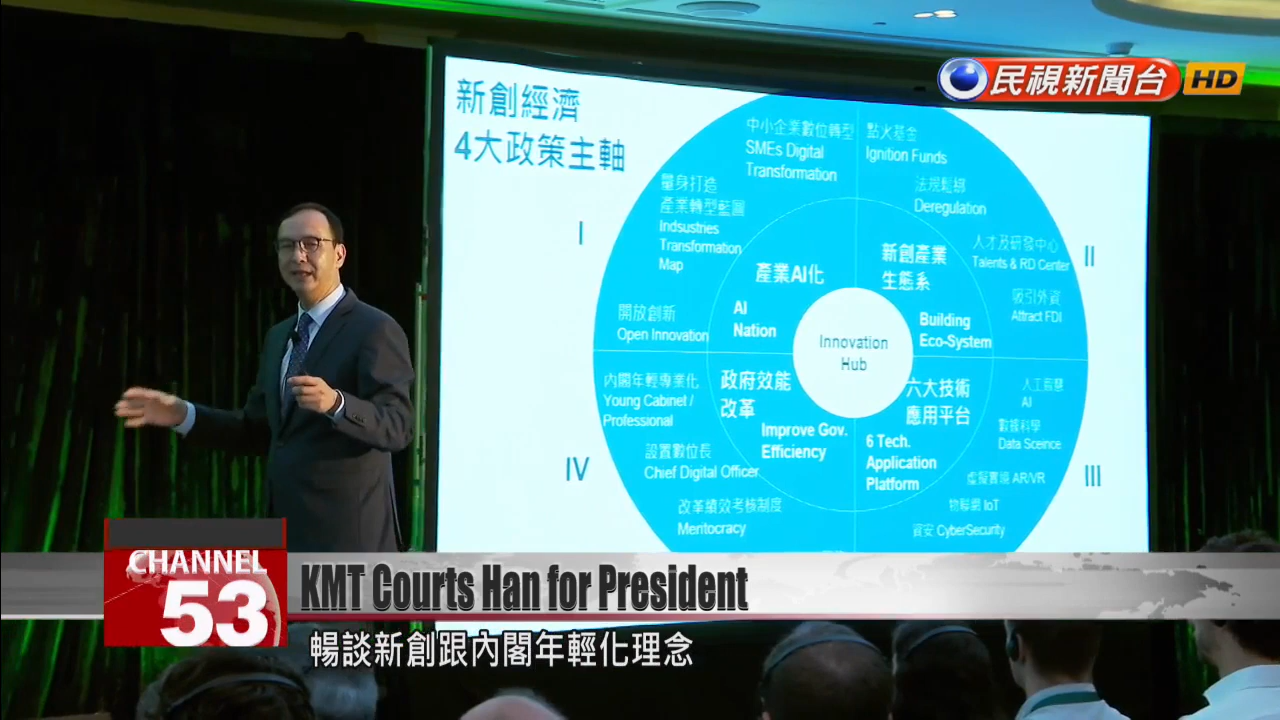 民視新聞台 HD
新創經濟
4大政策主軸
中小企業數位轉型
SMEs Digital
Transformation
點火基金
Ignition Funds
量身打造
產業轉型藍圖
Indsustries
Transformation
Map
法規鬆綁
Deregulation
I
人才及研發中心
Talents & RD Center
II
產業AI化
AI
Nation
新創產業
生態系
Building
Eco-System
吸引外資
Attract FDI
開放創新
Open Innovation
Innovation
Hub
內閣年輕專業化
Young Cabinet /
Professional
政府效能
改革
Improve Gov.
Efficiency
六大技術
應用平台
6 Tech.
Application
Platform
人工智慧
AI
數據科學
Data Sceince
設置數位長
Chief Digital Officer
IV
虛擬實境 AR/VR
III
改革績效考核制度
Meritocracy
物聯網 IoT
資安 CyberSecurity
CHANNEL
53
KMT Courts Han for President
暢談新創跟內閣年輕化理念